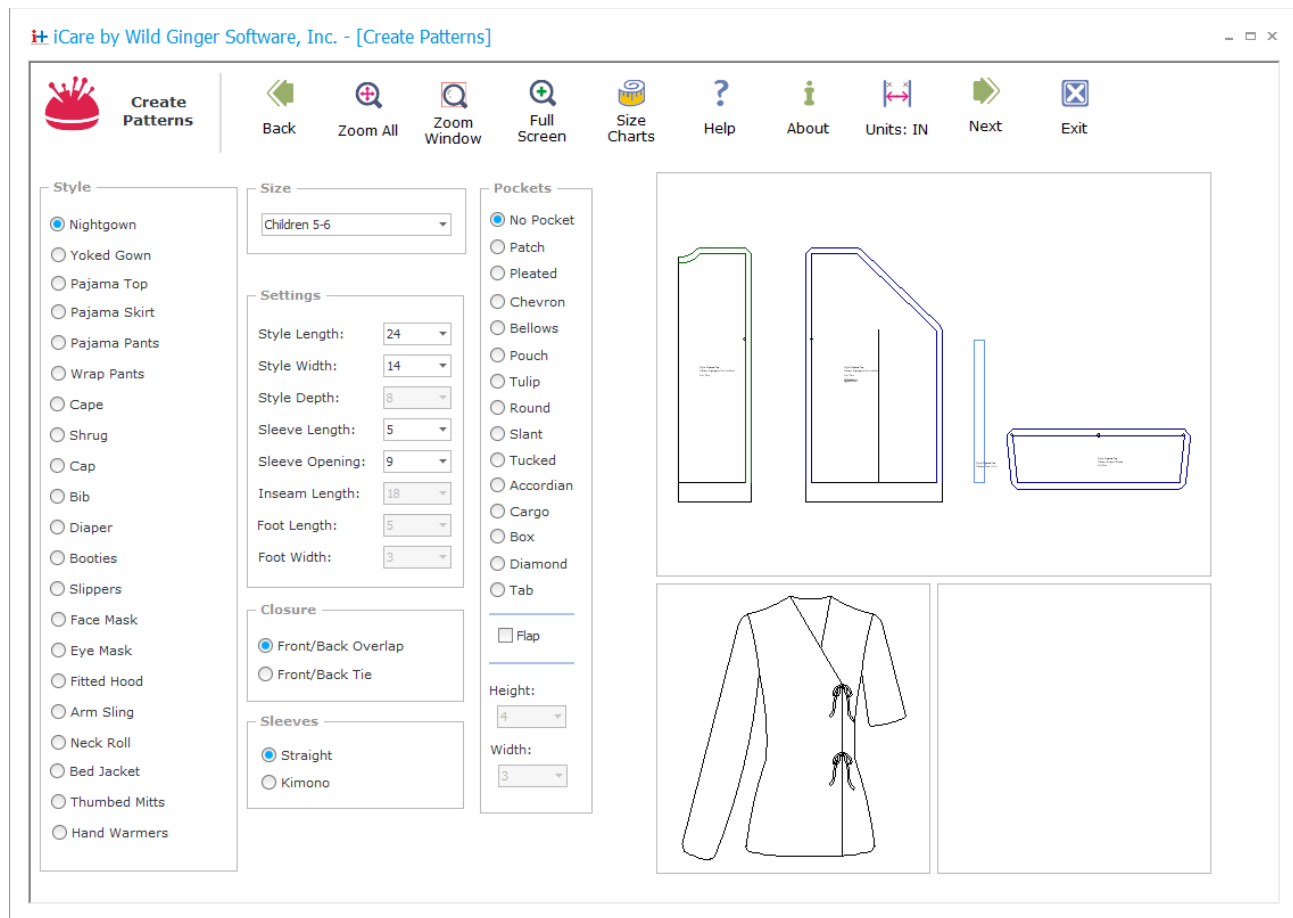 iCare by Wild Ginger Software, Inc. - [Create Patterns]
Create
Patterns
Back
Zoom All
Zoom
Window
Full
Screen
Size
Charts
Help
About
Units: IN
Next
Exit
Style
Nightgown
Yoked Gown
Pajama Top
Pajama Skirt
Pajama Pants
Wrap Pants
Cape
Shrug
Cap
Bib
Diaper
Booties
Slippers
Face Mask
Eye Mask
Fitted Hood
Arm Sling
Neck Roll
Bed Jacket
Thumbed Mitts
Hand Warmers
Size
Children 5-6
Settings
Style Length: 24
Style Width: 14
Style Depth: 8
Sleeve Length: 5
Sleeve Opening: 9
Inseam Length: 18
Foot Length: 5
Foot Width: 3
Closure
Front/Back Overlap
Front/Back Tie
Sleeves
Straight
Kimono
Pockets
No Pocket
Patch
Pleated
Chevron
Bellows
Pouch
Tulip
Round
Slant
Tucked
Accordian
Cargo
Box
Diamond
Tab
Flap
Height:
4
Width:
3